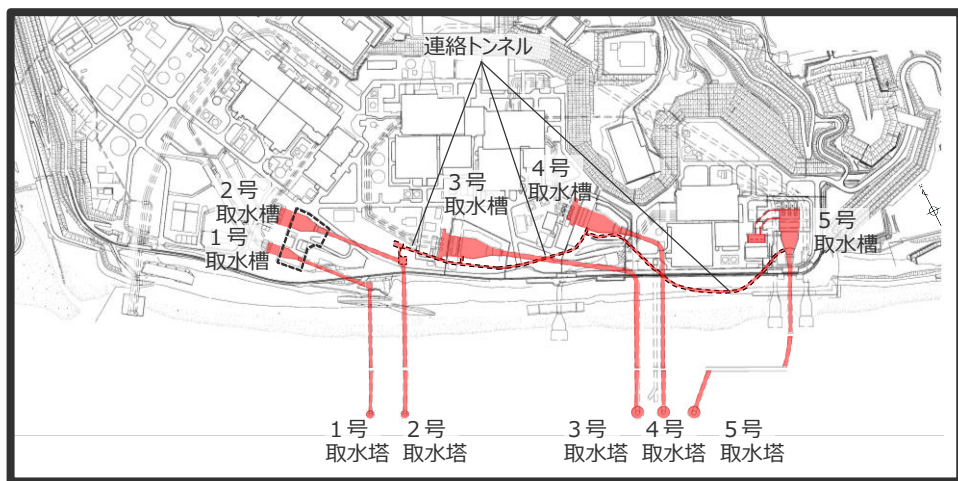 連絡トンネル
2号
取水槽
1号
取水槽
3号
取水槽
4号
取水槽
5号
取水槽
1号
取水塔
2号
取水塔
3号
取水塔
4号
取水塔
5号
取水塔